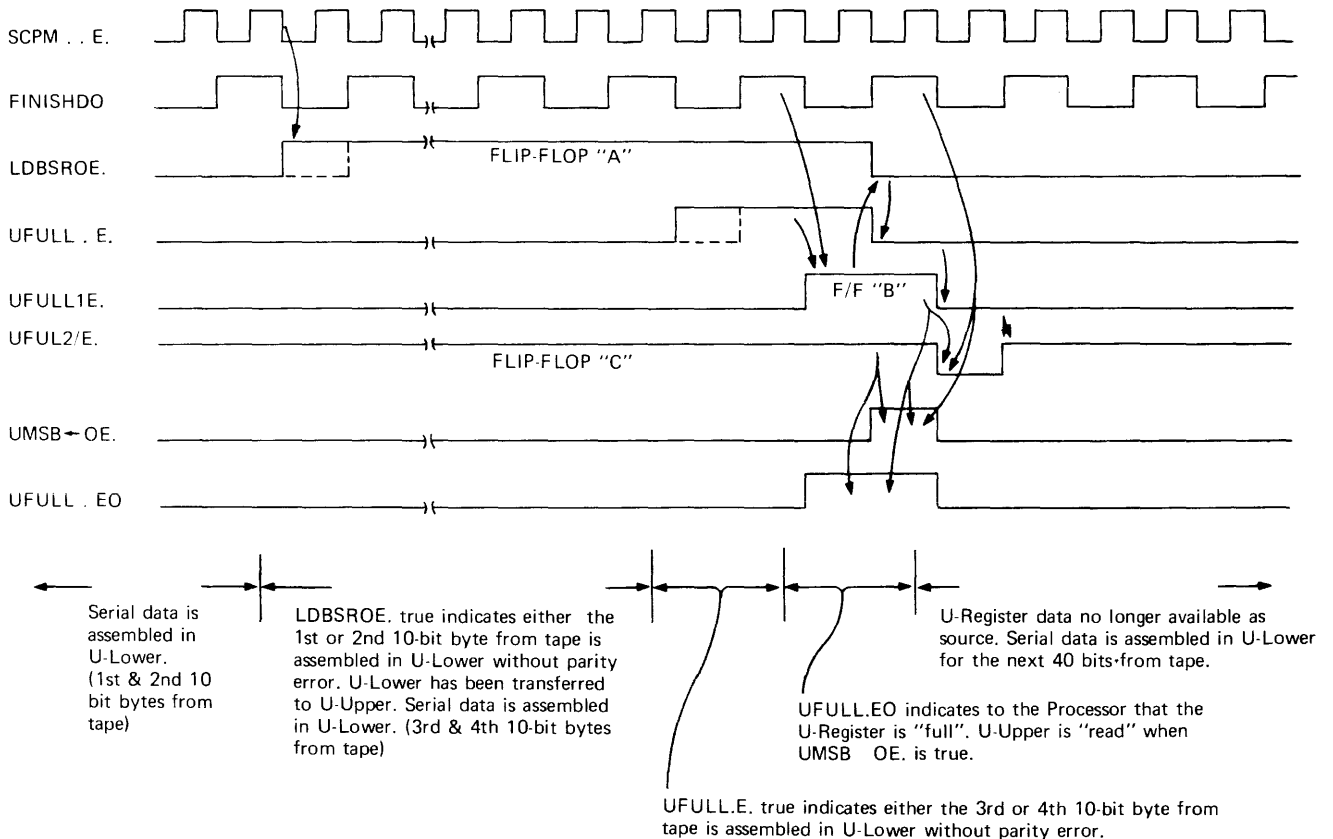 SCPM . . E.
FINISHDO
LDBSROE.
FLIP-FLOP "A"
UFULL . E.
UFULL1E.
F/F "B"
UFUL2/E.
FLIP-FLOP "C"
UMSB←OE.
UFULL . EO
Serial data is
assembled in
U-Lower.
(1st & 2nd 10
bit bytes from
tape)
LDBSROE. true indicates either the
1st or 2nd 10-bit byte from tape is
assembled in U-Lower without parity
error. U-Lower has been transferred
to U-Upper. Serial data is assembled
in U-Lower. (3rd & 4th 10-bit bytes
from tape)
U-Register data no longer available as
source. Serial data is assembled in U-Lower
for the next 40 bits from tape.
UFULL.EO indicates to the Processor that the
U-Register is "full". U-Upper is "read" when
UMSB OE. is true.
UFULL.E. true indicates either the 3rd or 4th 10-bit byte from
tape is assembled in U-Lower without parity error.